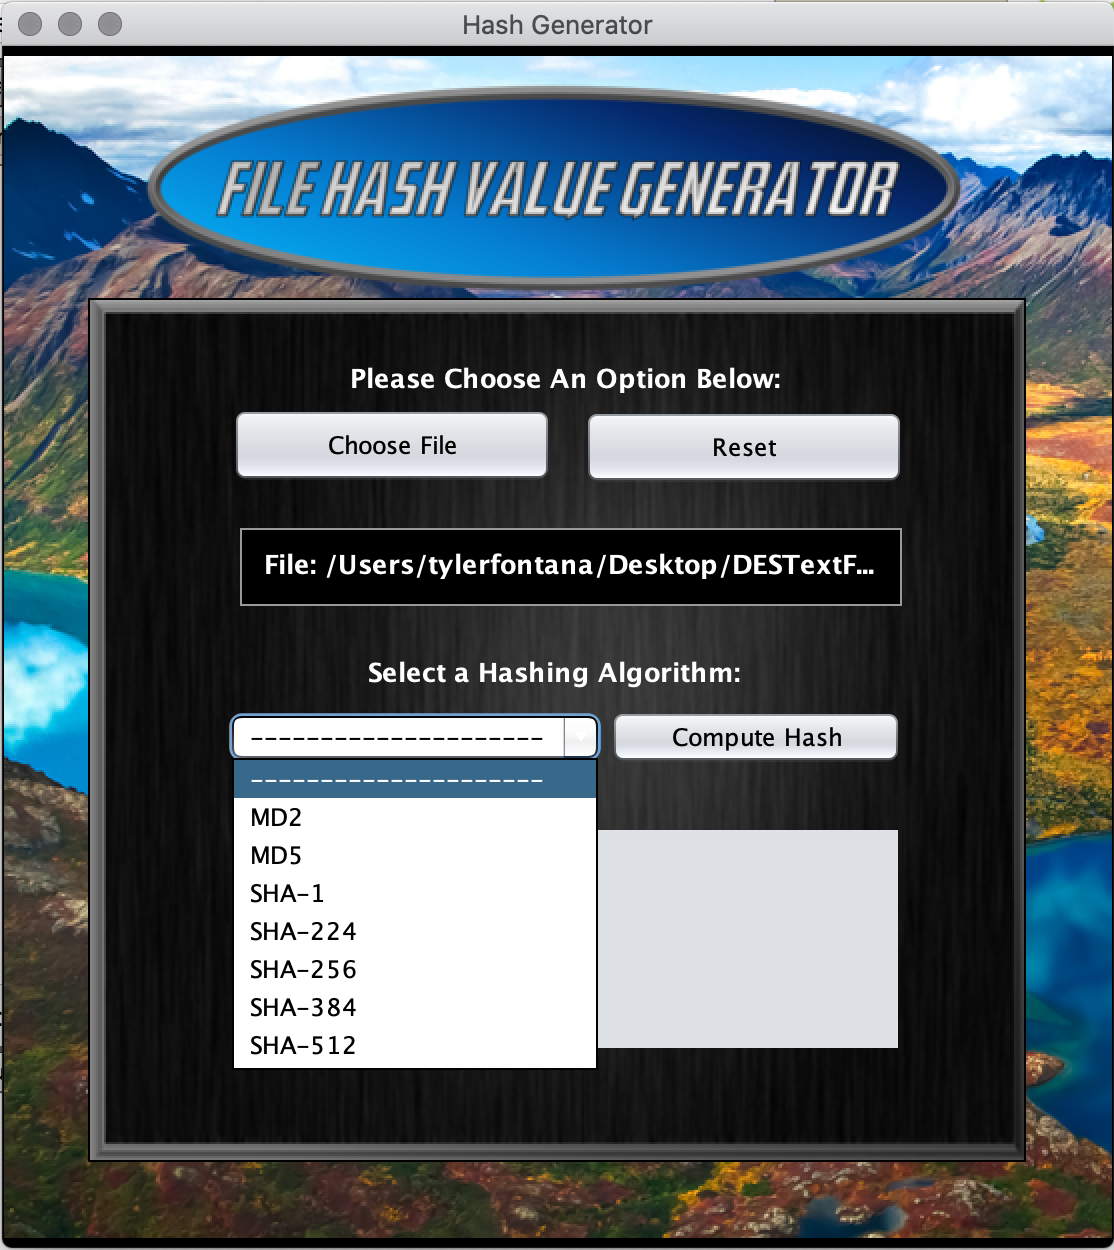 Hash Generator
FILE HASH VALUE GENERATOR
Please Choose An Option Below:
Choose File
Reset
File: /Users/tylerfontana/Desktop/DESTextF...
Select a Hashing Algorithm:
---------------------
Compute Hash
---------------------
MD2
MD5
SHA-1
SHA-224
SHA-256
SHA-384
SHA-512